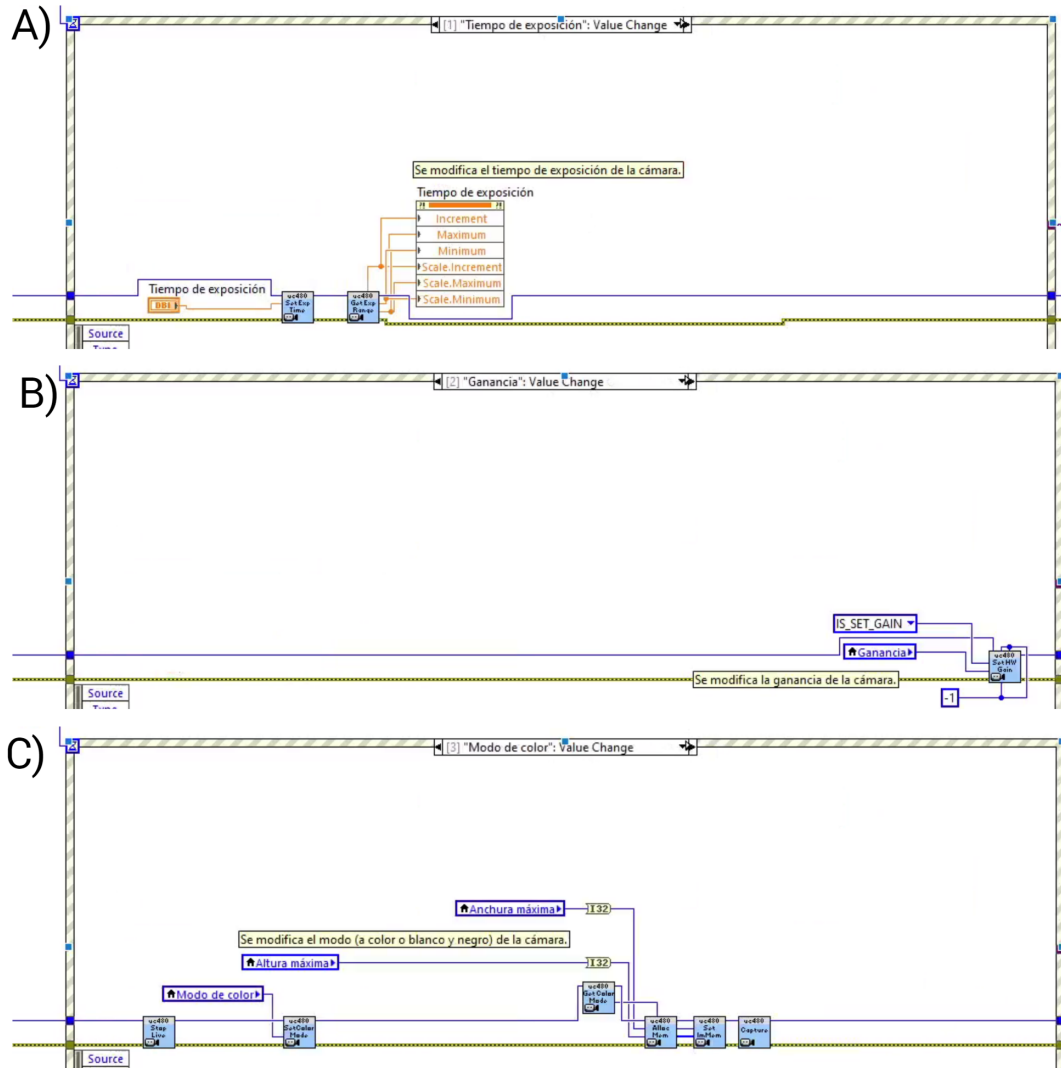 A)
[1] "Tiempo de exposición": Value Change
Se modifica el tiempo de exposición de la cámara.
Tiempo de exposición
Increment
Maximum
Minimum
Scale.Increment
Scale.Maximum
Scale.Minimum
Tiempo de exposición
DBL
uc480
Set Exp
Time
uc480
Get Exp
Range
Source
Type
B)
[2] "Ganancia": Value Change
IS_SET_GAIN
Ganancia
uc480
Set HW
Gain
Se modifica la ganancia de la cámara.
-1
Source
Type
C)
[3] "Modo de color": Value Change
Anchura máxima
I32
Se modifica el modo (a color o blanco y negro) de la cámara.
Altura máxima
I32
Modo de color
uc480
Get Color
Mode
uc480
Stop
Live
uc480
Set Color
Mode
uc480
Alloc
Mem
uc480
Set
ImMem
uc480
Capture
Source